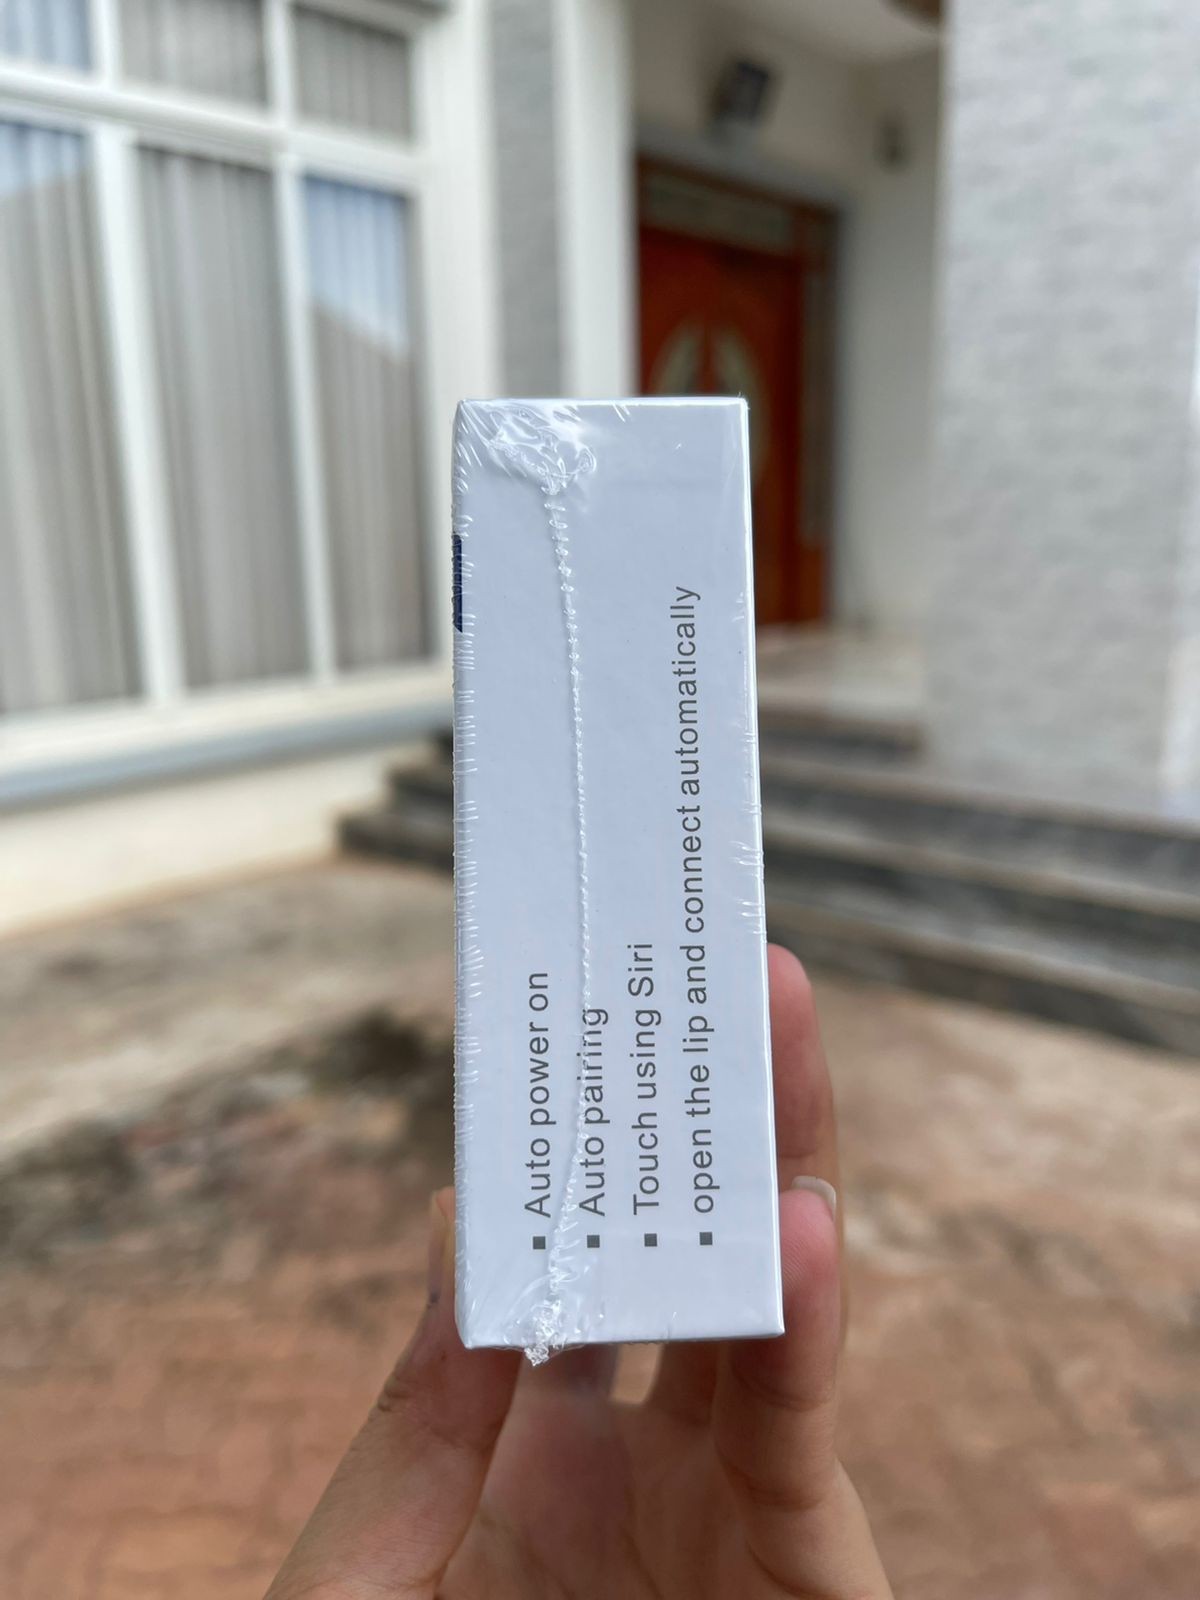 ▪ Auto power on
▪ Auto pairing
▪ Touch using Siri
▪ open the lip and connect automatically